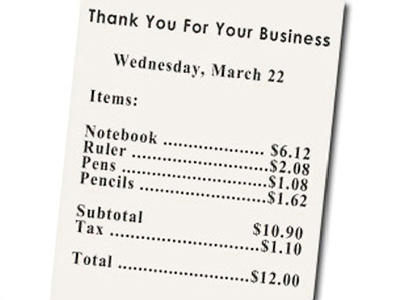 Thank You For Your Business
Wednesday, March 22
Items:
Notebook ..................... $6.12
Ruler ............................$2.08
Pens .............................$1.08
Pencils .........................$1.62
Subtotal $10.90
Tax ...............................$1.10
Total ...........................$12.00